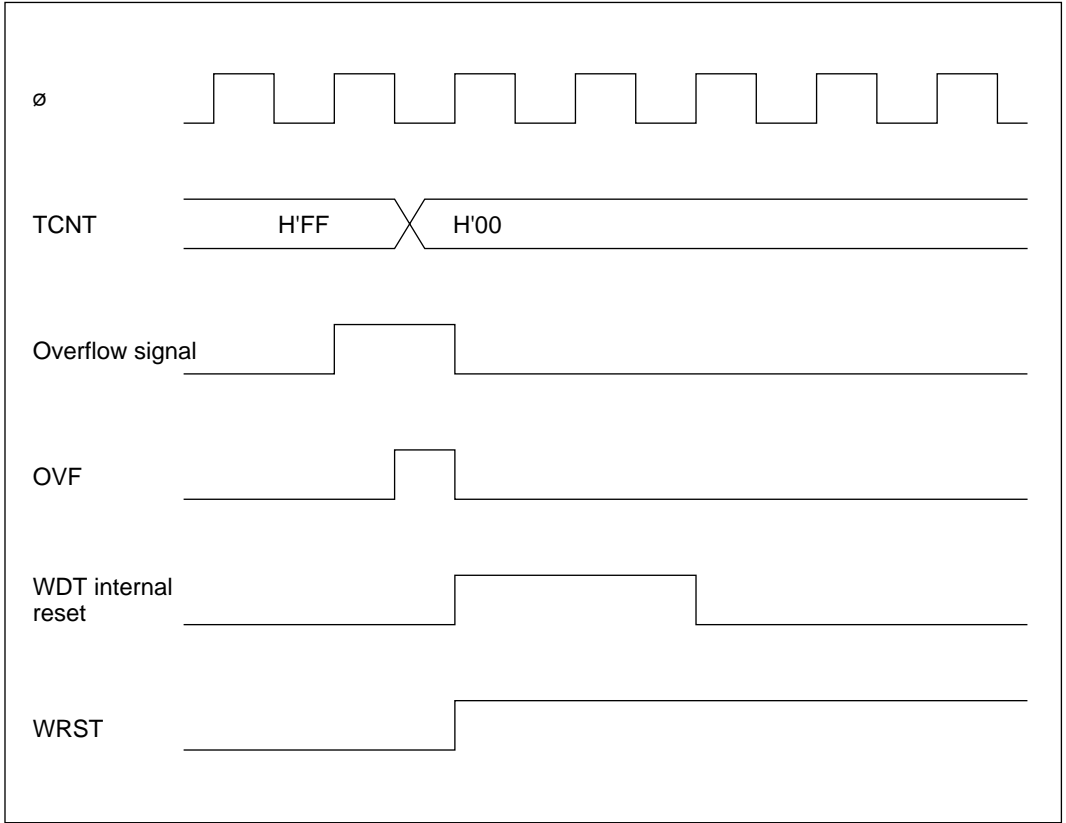 ø
TCNT
H'FF
H'00
Overflow signal
OVF
WDT internal
reset
WRST